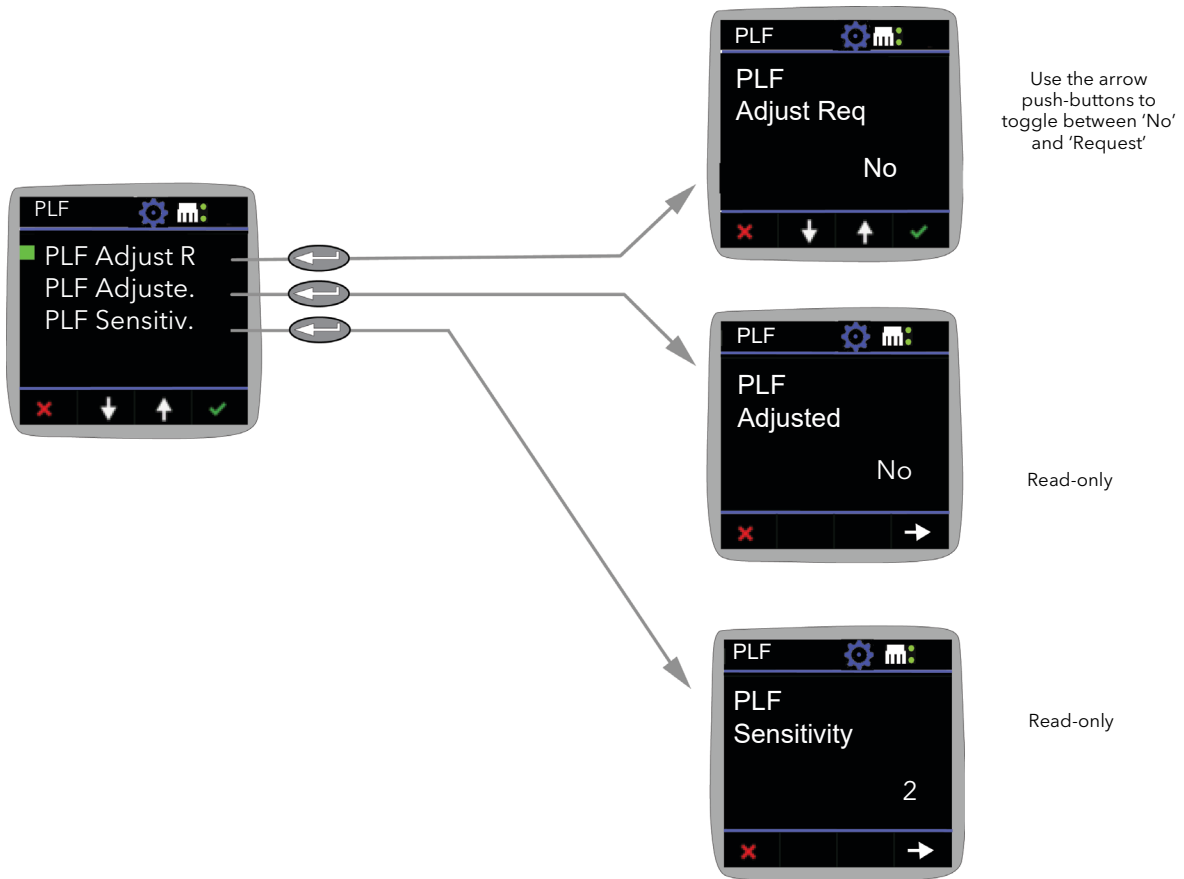 PLF
PLF Adjust R
PLF Adjuste.
PLF Sensitiv.
PLF
PLF
Adjust Req
No
Use the arrow
push-buttons to
toggle between ‘No’
and ‘Request’
PLF
PLF
Adjusted
No
Read-only
PLF
PLF
Sensitivity
2
Read-only